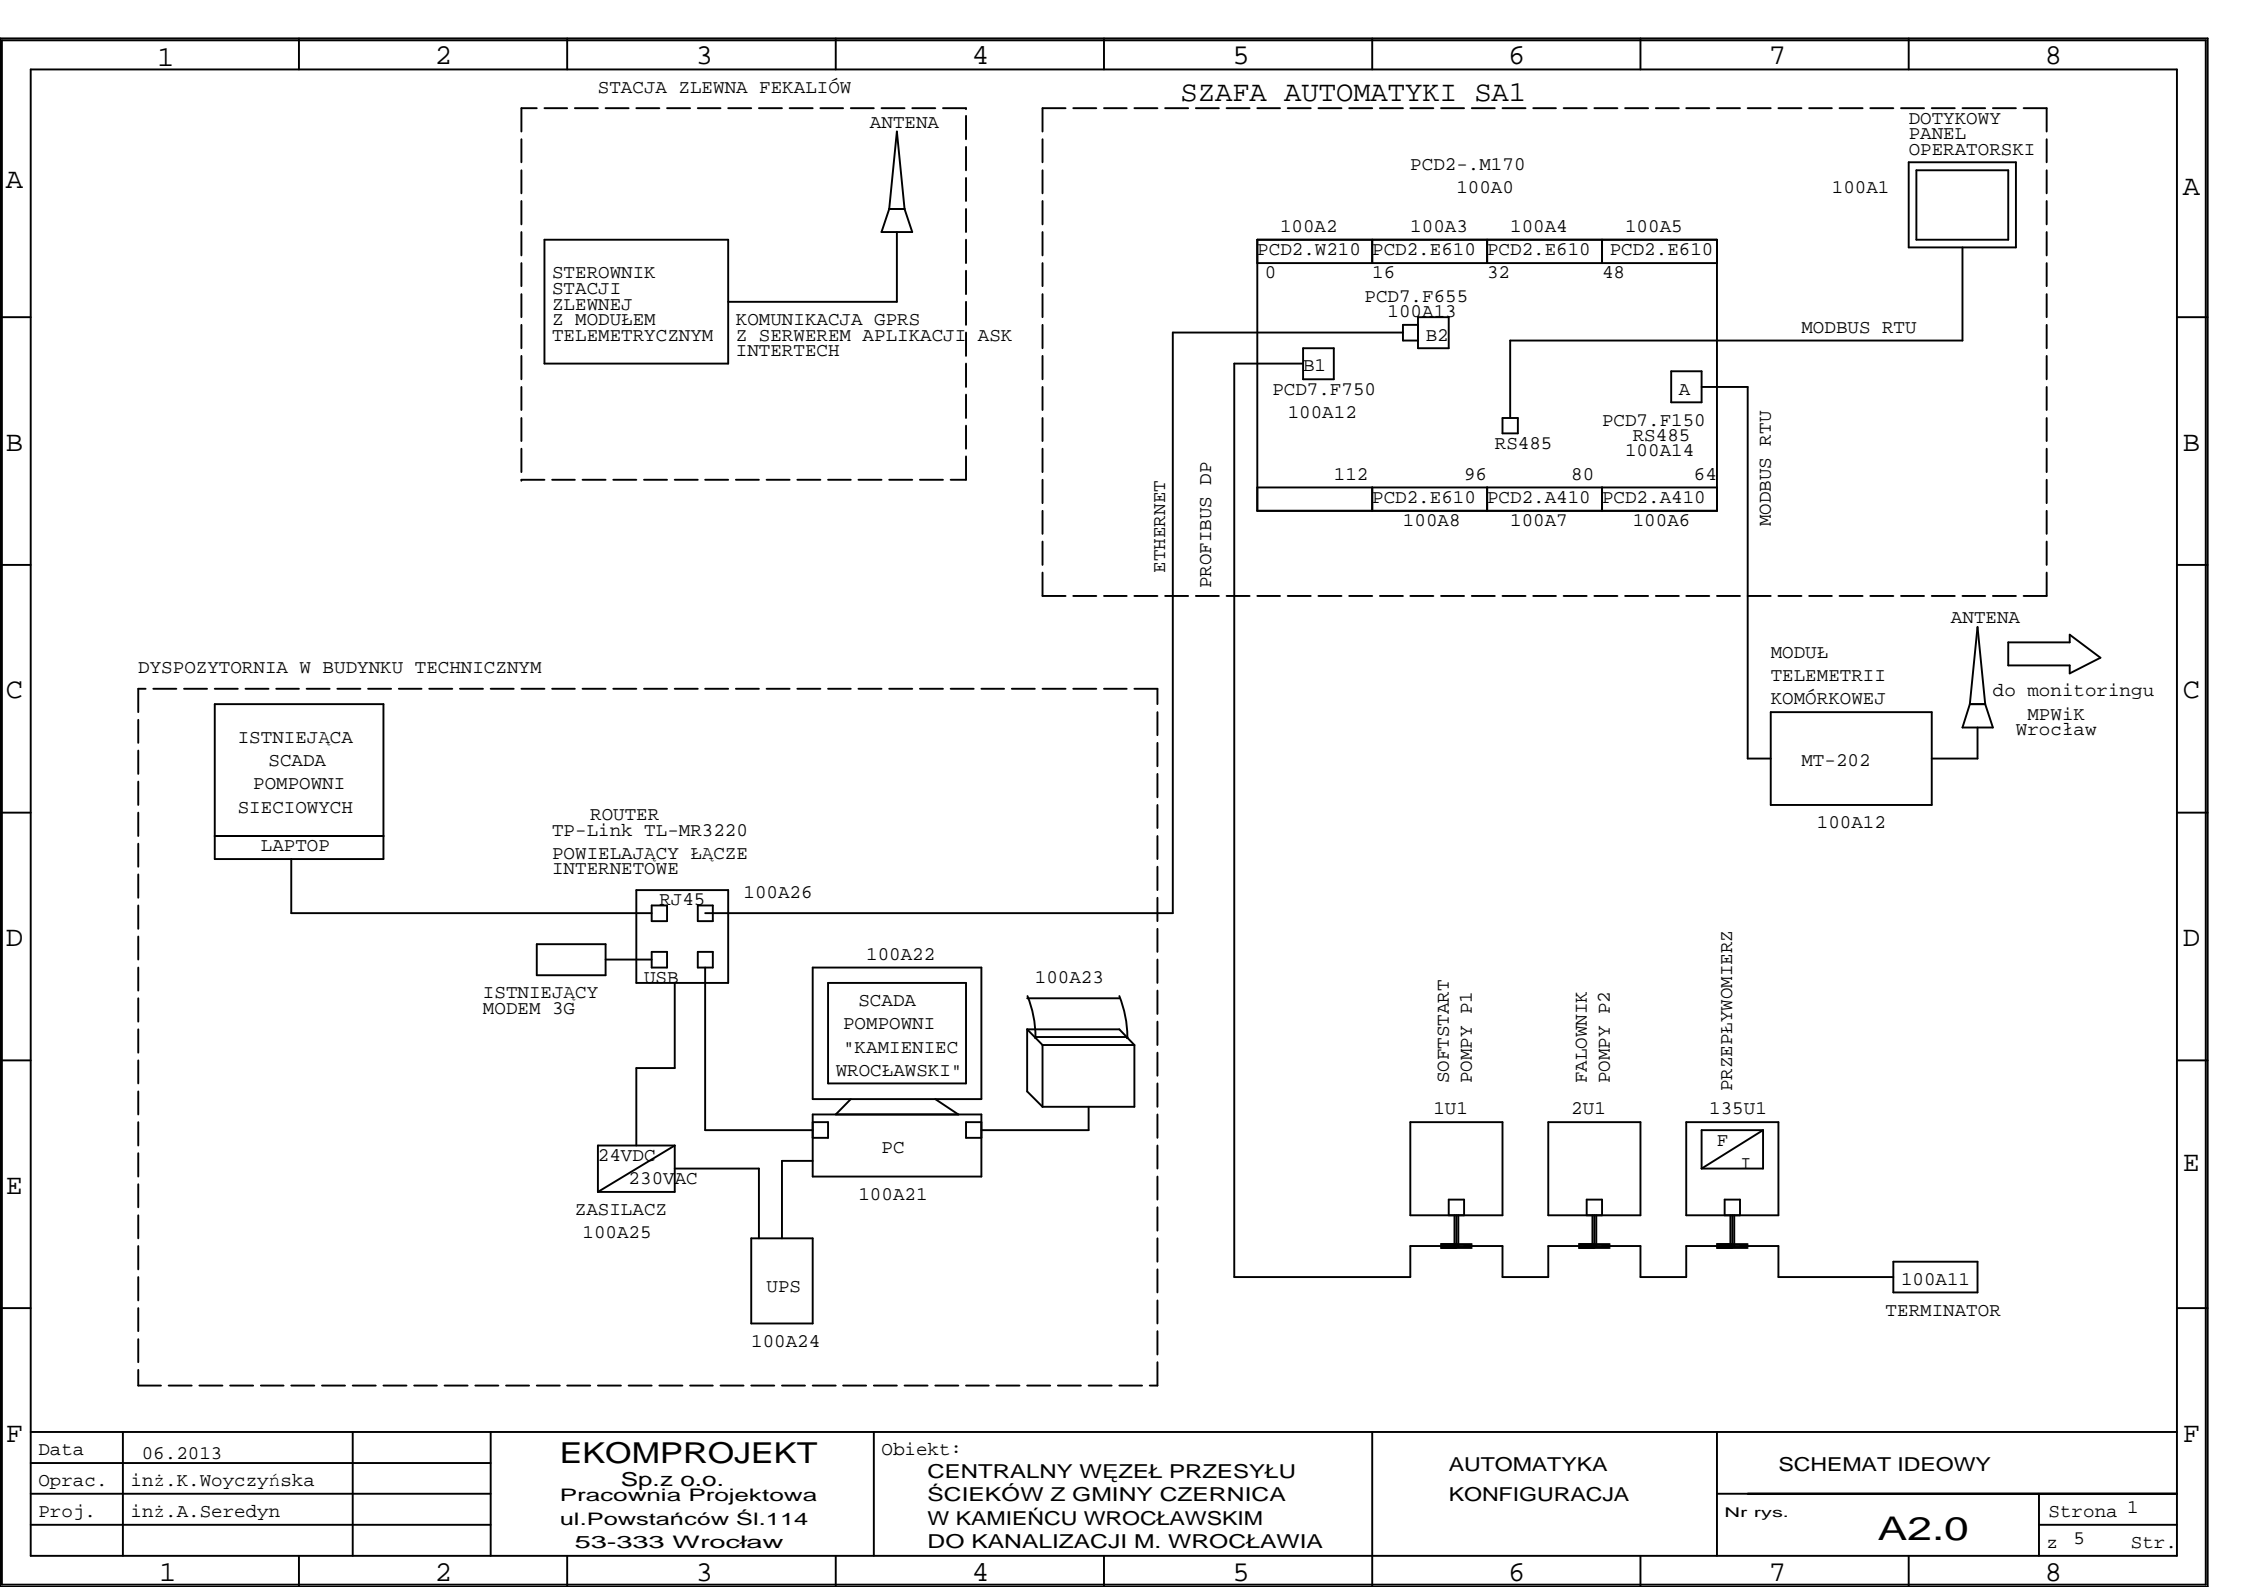 1 2 3 4 5 6 7 8
A
B
C
D
E
F
STACJA ZLEWNA FEKALIÓW
ANTENA
STEROWNIK
STACJI
ZLEWNEJ
Z MODUŁEM
TELEMETRYCZNYM
KOMUNIKACJA GPRS
Z SERWEREM APLIKACJI ASK
INTERTECH
SZAFA AUTOMATYKI SA1
DOTYKOWY
PANEL
OPERATORSKI
100A1
PCD2-.M170
100A0
100A2 100A3 100A4 100A5
PCD2.W210 PCD2.E610 PCD2.E610 PCD2.E610
0 16 32 48
PCD7.F655
100A13
B2
B1
PCD7.F750
100A12
MODBUS RTU
A
PCD7.F150
RS485
100A14
RS485
112 96 80 64
PCD2.E610 PCD2.A410 PCD2.A410
100A8 100A7 100A6
ETHERNET
PROFIBUS DP
MODBUS RTU
ANTENA
do monitoringu
MPWiK
Wrocław
MODUŁ
TELEMETRII
KOMÓRKOWEJ
MT-202
100A12
DYSPOZYTORNIA W BUDYNKU TECHNICZNYM
ISTNIEJĄCA
SCADA
POMPOWNI
SIECIOWYCH
LAPTOP
ROUTER
TP-Link TL-MR3220
POWIELAJĄCY ŁĄCZE
INTERNETOWE
RJ45
100A26
USB
ISTNIEJĄCY
MODEM 3G
100A22
SCADA
POMPOWNI
"KAMIENIEC
WROCŁAWSKI"
100A23
PC
100A21
24VDC
230VAC
ZASILACZ
100A25
UPS
100A24
SOFTSTART
POMPY P1
FALOWNIK
POMPY P2
PRZEPŁYWOMIERZ
1U1 2U1 135U1
F
I
100A11
TERMINATOR
A
B
C
D
E
F
Data 06.2013
Oprac. inż.K.Woyczyńska
Proj. inż.A.Seredyn
EKOMPROJEKT
Sp.z o.o.
Pracownia Projektowa
ul.Powstańców Śl.114
53-333 Wrocław
Obiekt:
CENTRALNY WĘZEŁ PRZESYŁU
ŚCIEKÓW Z GMINY CZERNICA
W KAMIEŃCU WROCŁAWSKIM
DO KANALIZACJI M. WROCŁAWIA
AUTOMATYKA
KONFIGURACJA
SCHEMAT IDEOWY
Nr rys.
A2.0
Strona 1
z 5 Str.
1 2 3 4 5 6 7 8